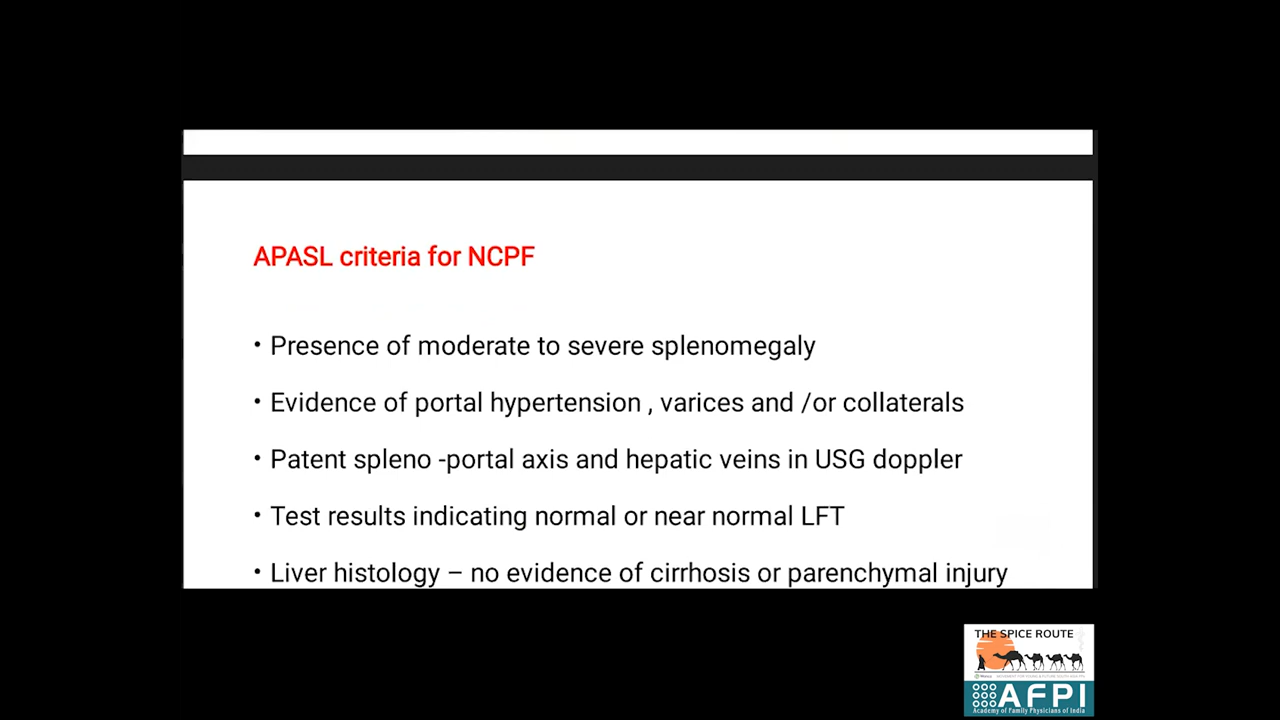 APASL criteria for NCPF
• Presence of moderate to severe splenomegaly
• Evidence of portal hypertension , varices and /or collaterals
• Patent spleno -portal axis and hepatic veins in USG doppler
• Test results indicating normal or near normal LFT
• Liver histology – no evidence of cirrhosis or parenchymal injury
THE SPICE ROUTE
AFPI
Academy of Family Physicians of India